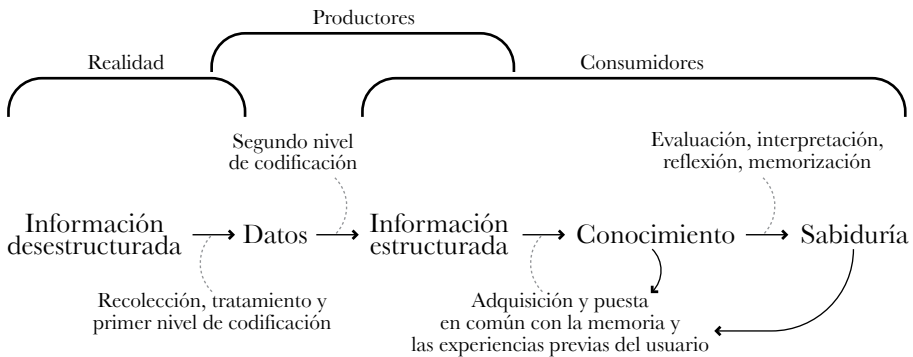 Productores
Realidad
Consumidores
Segundo nivel
de codificación
Evaluación, interpretación,
reflexión, memorización
Información
desestructurada
Datos
Información
estructurada
Conocimiento
Sabiduría
Recolección, tratamiento y
primer nivel de codificación
Adquisición y puesta
en común con la memoria y
las experiencias previas del usuario